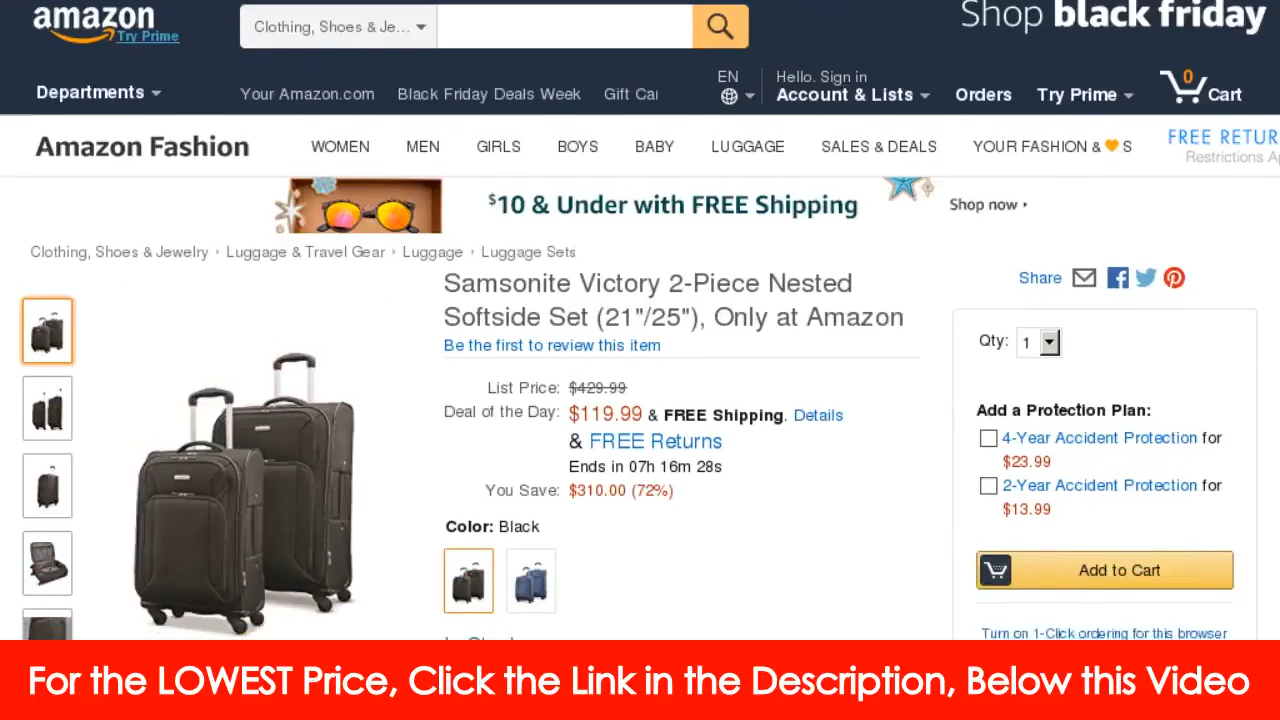 amazon
Try Prime
Clothing, Shoes & Je...
Shop black friday
Departments
Your Amazon.com
Black Friday Deals Week
Gift Car
EN
Hello. Sign in
Account & Lists
Orders
Try Prime
0
Cart
Amazon Fashion
WOMEN
MEN
GIRLS
BOYS
BABY
LUGGAGE
SALES & DEALS
YOUR FASHION & 🧡 S
FREE RETUR
Restrictions Ap
$10 & Under with FREE Shipping
Shop now ›
Clothing, Shoes & Jewelry › Luggage & Travel Gear › Luggage › Luggage Sets
Samsonite Victory 2-Piece Nested
Softside Set (21"/25"), Only at Amazon
Be the first to review this item
Share
List Price: $429.99
Deal of the Day: $119.99 & FREE Shipping. Details
& FREE Returns
Ends in 07h 16m 28s
You Save: $310.00 (72%)
Color: Black
Qty: 1
Add a Protection Plan:
4-Year Accident Protection for
$23.99
2-Year Accident Protection for
$13.99
Add to Cart
Turn on 1-Click ordering for this browser
For the LOWEST Price, Click the Link in the Description, Below this Video